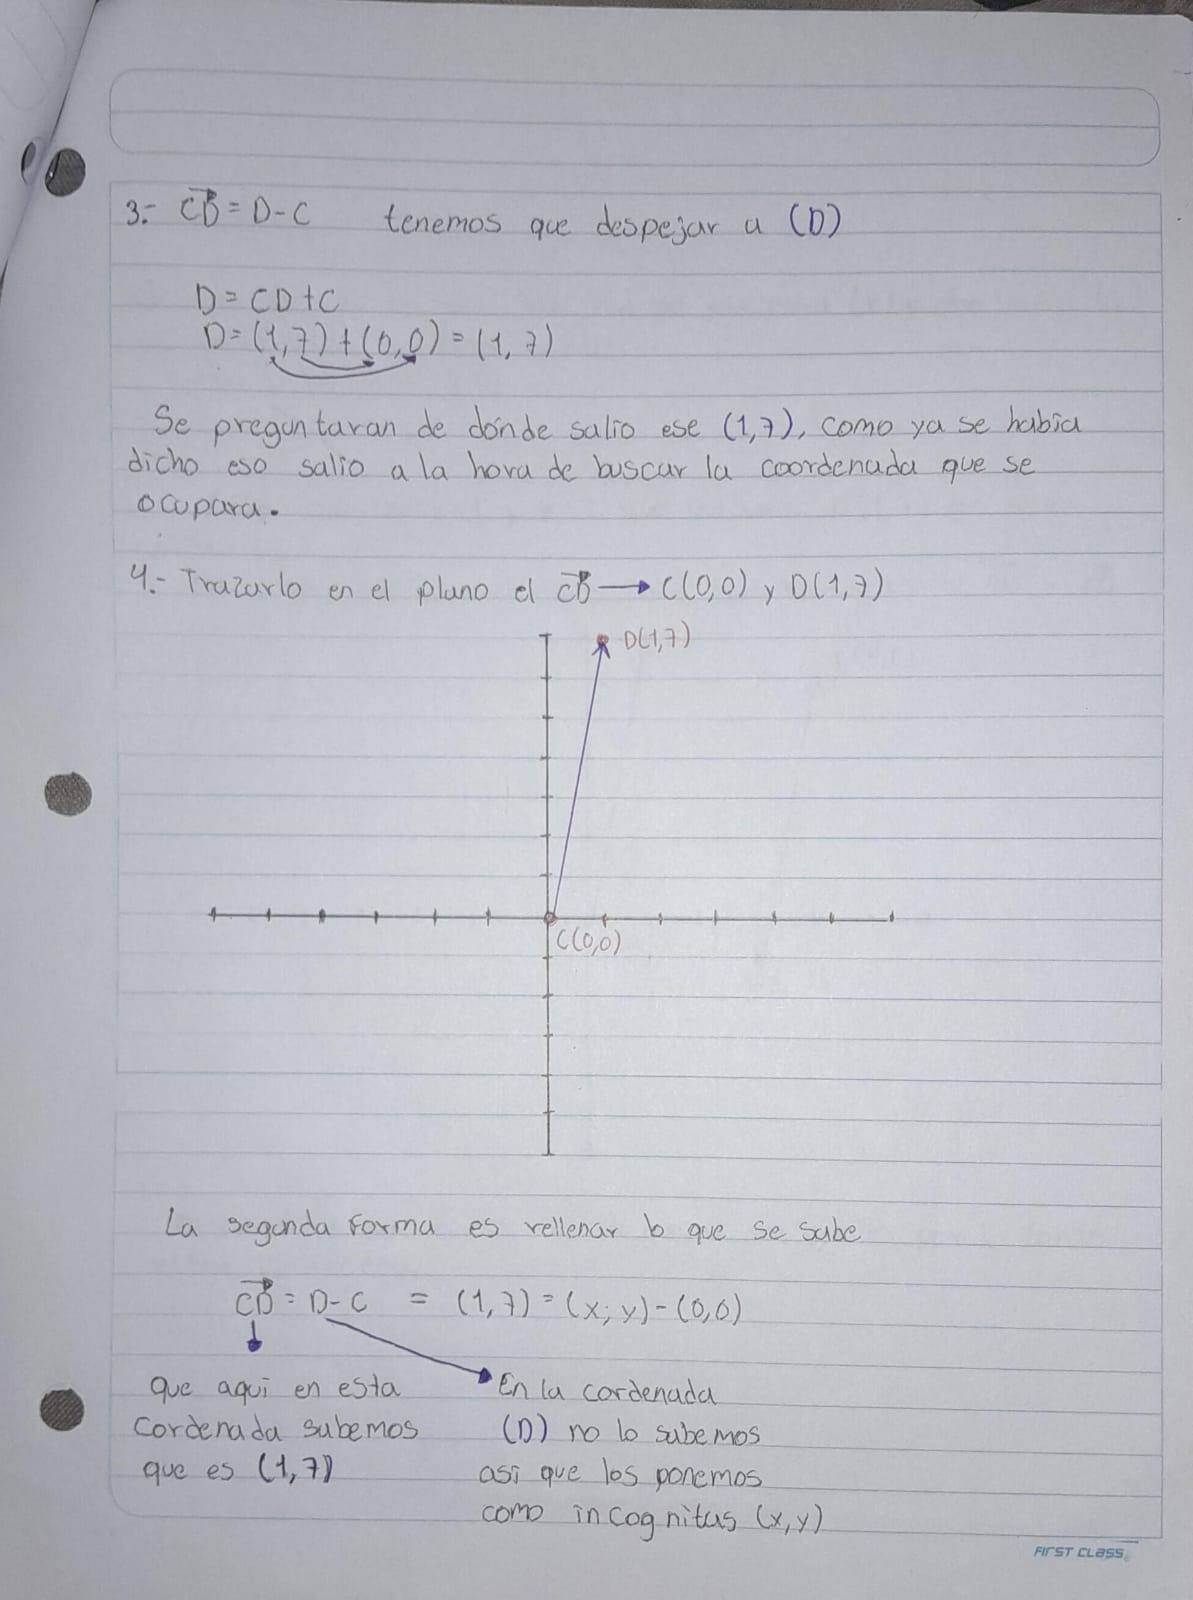 3.- CD = D - C tenemos que despejar a (D)
D = CD + C
D = (1,7) + (0,0) = (1,7)
Se preguntaran de donde salio ese (1,7), como ya se habia
dicho eso salio a la hora de buscar la coordenada que se
ocupara.
4.- Trazarlo en el plano el CD → C(0,0) y D(1,7)
D(1,7)
C(0,0)
La segunda forma es rellenar lo que se sabe
CD = D - C = (1,7) = (x,y) - (0,0)
que aqui en esta
cordenada sabemos
que es (1,7)
En la cordenada
(D) no lo sabemos
asi que los ponemos
como incognitas (x,y)
FIRST CLASS